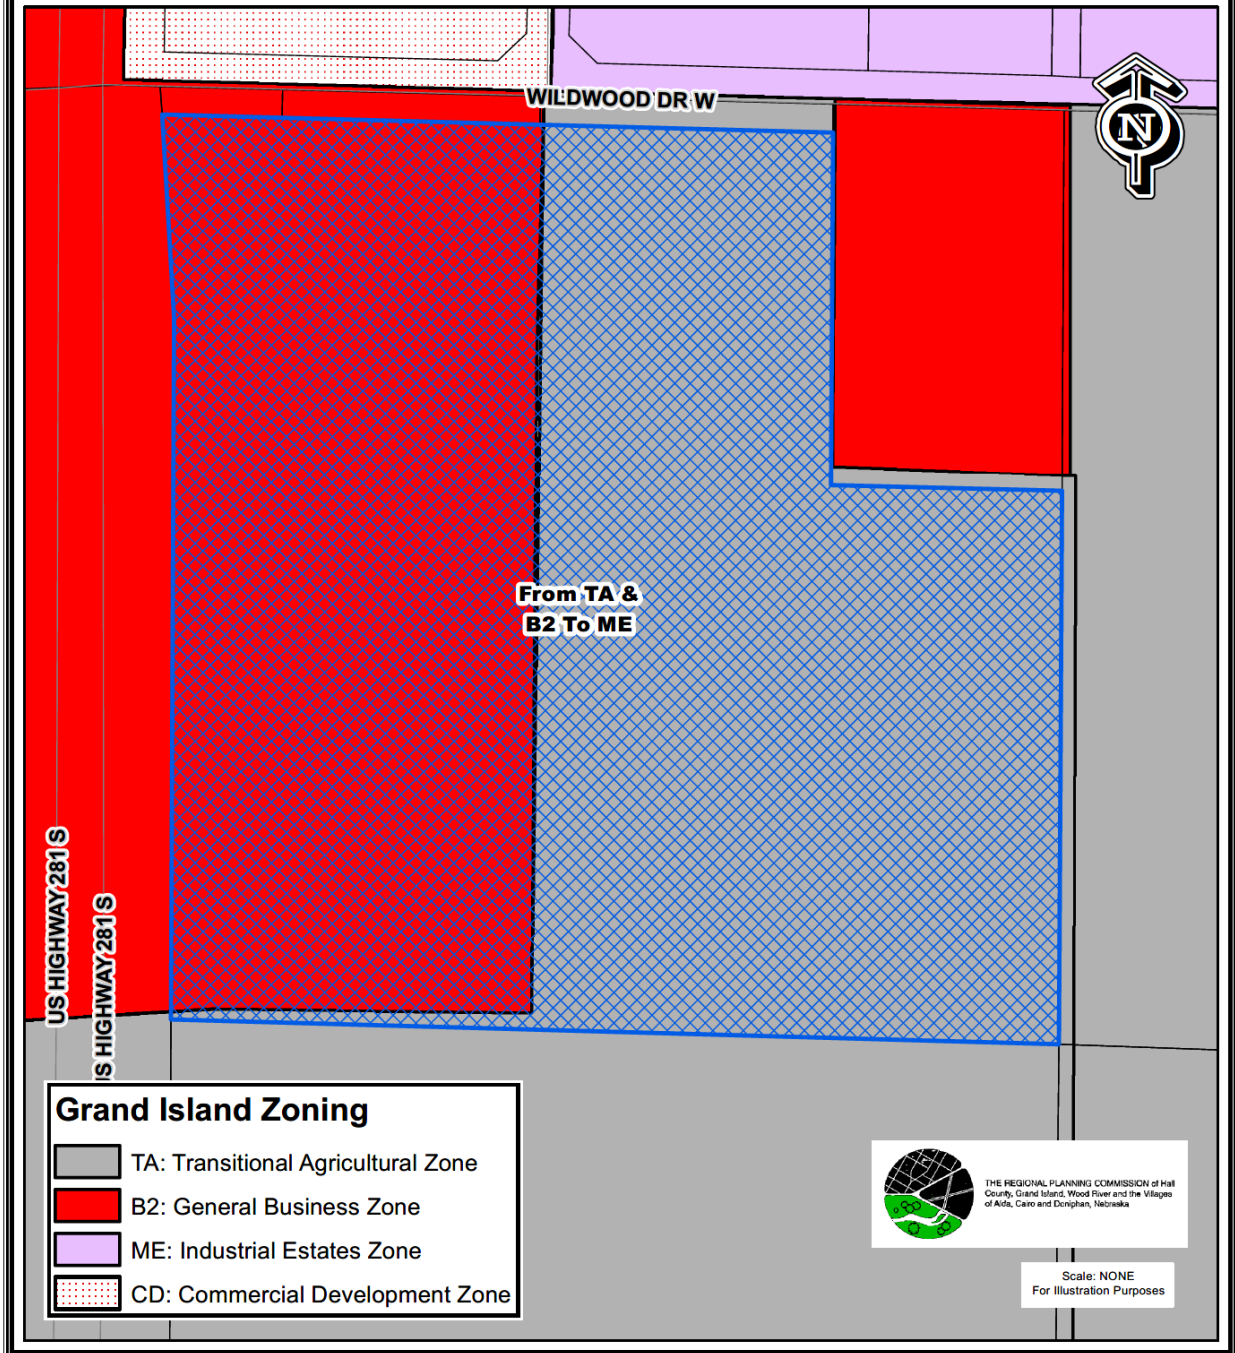 WILDWOOD DR W
N
From TA &
B2 To ME
US HIGHWAY 281 S
US HIGHWAY 281 S
Grand Island Zoning
TA: Transitional Agricultural Zone
B2: General Business Zone
ME: Industrial Estates Zone
CD: Commercial Development Zone
THE REGIONAL PLANNING COMMISSION of Hall
County, Grand Island, Wood River and the Villages
of Alda, Cairo and Doniphan, Nebraska
Scale: NONE
For Illustration Purposes